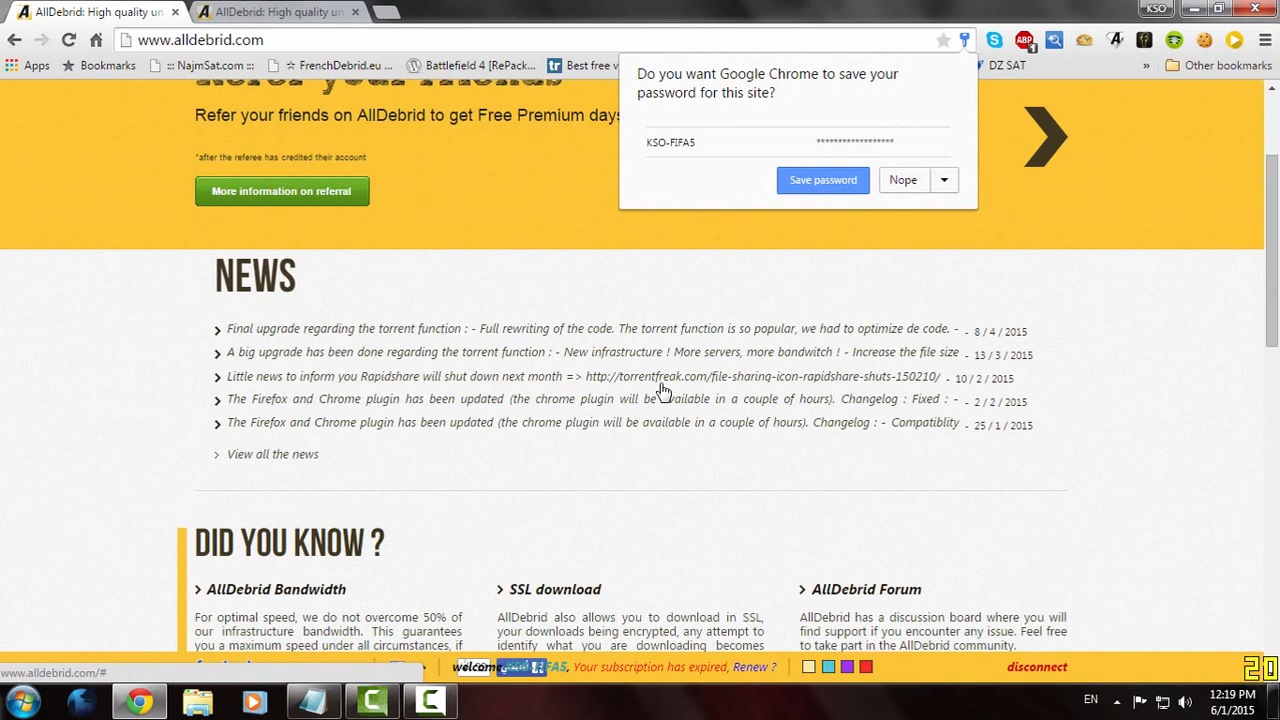 AllDebrid: High quality un
AllDebrid: High quality un
KSO
www.alldebrid.com
ABP
1
Apps
Bookmarks
::: NajmSat.com :::
FrenchDebrid.eu ...
Battlefield 4 [RePack...
tr Best free v
DZ SAT
»
Other bookmarks
Do you want Google Chrome to save your
password for this site?
KSO-FIFA5
******************
Save password
Nope
Refer your friends
Refer your friends on AllDebrid to get Free Premium days
*after the referee has credited their account
More information on referral
NEWS
Final upgrade regarding the torrent function : - Full rewriting of the code. The torrent function is so popular, we had to optimize de code. - - 8 / 4 / 2015
A big upgrade has been done regarding the torrent function : - New infrastructure ! More servers, more bandwitch ! - Increase the file size - 13 / 3 / 2015
Little news to inform you Rapidshare will shut down next month => http://torrentfreak.com/file-sharing-icon-rapidshare-shuts-150210/ - 10 / 2 / 2015
The Firefox and Chrome plugin has been updated (the chrome plugin will be available in a couple of hours). Changelog : Fixed : - - 2 / 2 / 2015
The Firefox and Chrome plugin has been updated (the chrome plugin will be available in a couple of hours). Changelog : - Compatiblity - 25 / 1 / 2015
View all the news
DID YOU KNOW ?
AllDebrid Bandwidth
SSL download
AllDebrid Forum
For optimal speed, we do not overcome 50% of
our infrastructure bandwidth. This guarantees
you a maximum speed under all circumstances, if
AllDebrid also allows you to download in SSL,
your downloads being encrypted, any attempt to
identify what you are downloading becomes
AllDebrid has a discussion board where you will
find support if you encounter any issue. Feel free
to take part in the AllDebrid community.
welcome KSO-FIFA5, Your subscription has expired, Renew ?
disconnect
www.alldebrid.com/#
20
EN
12:19 PM
6/1/2015